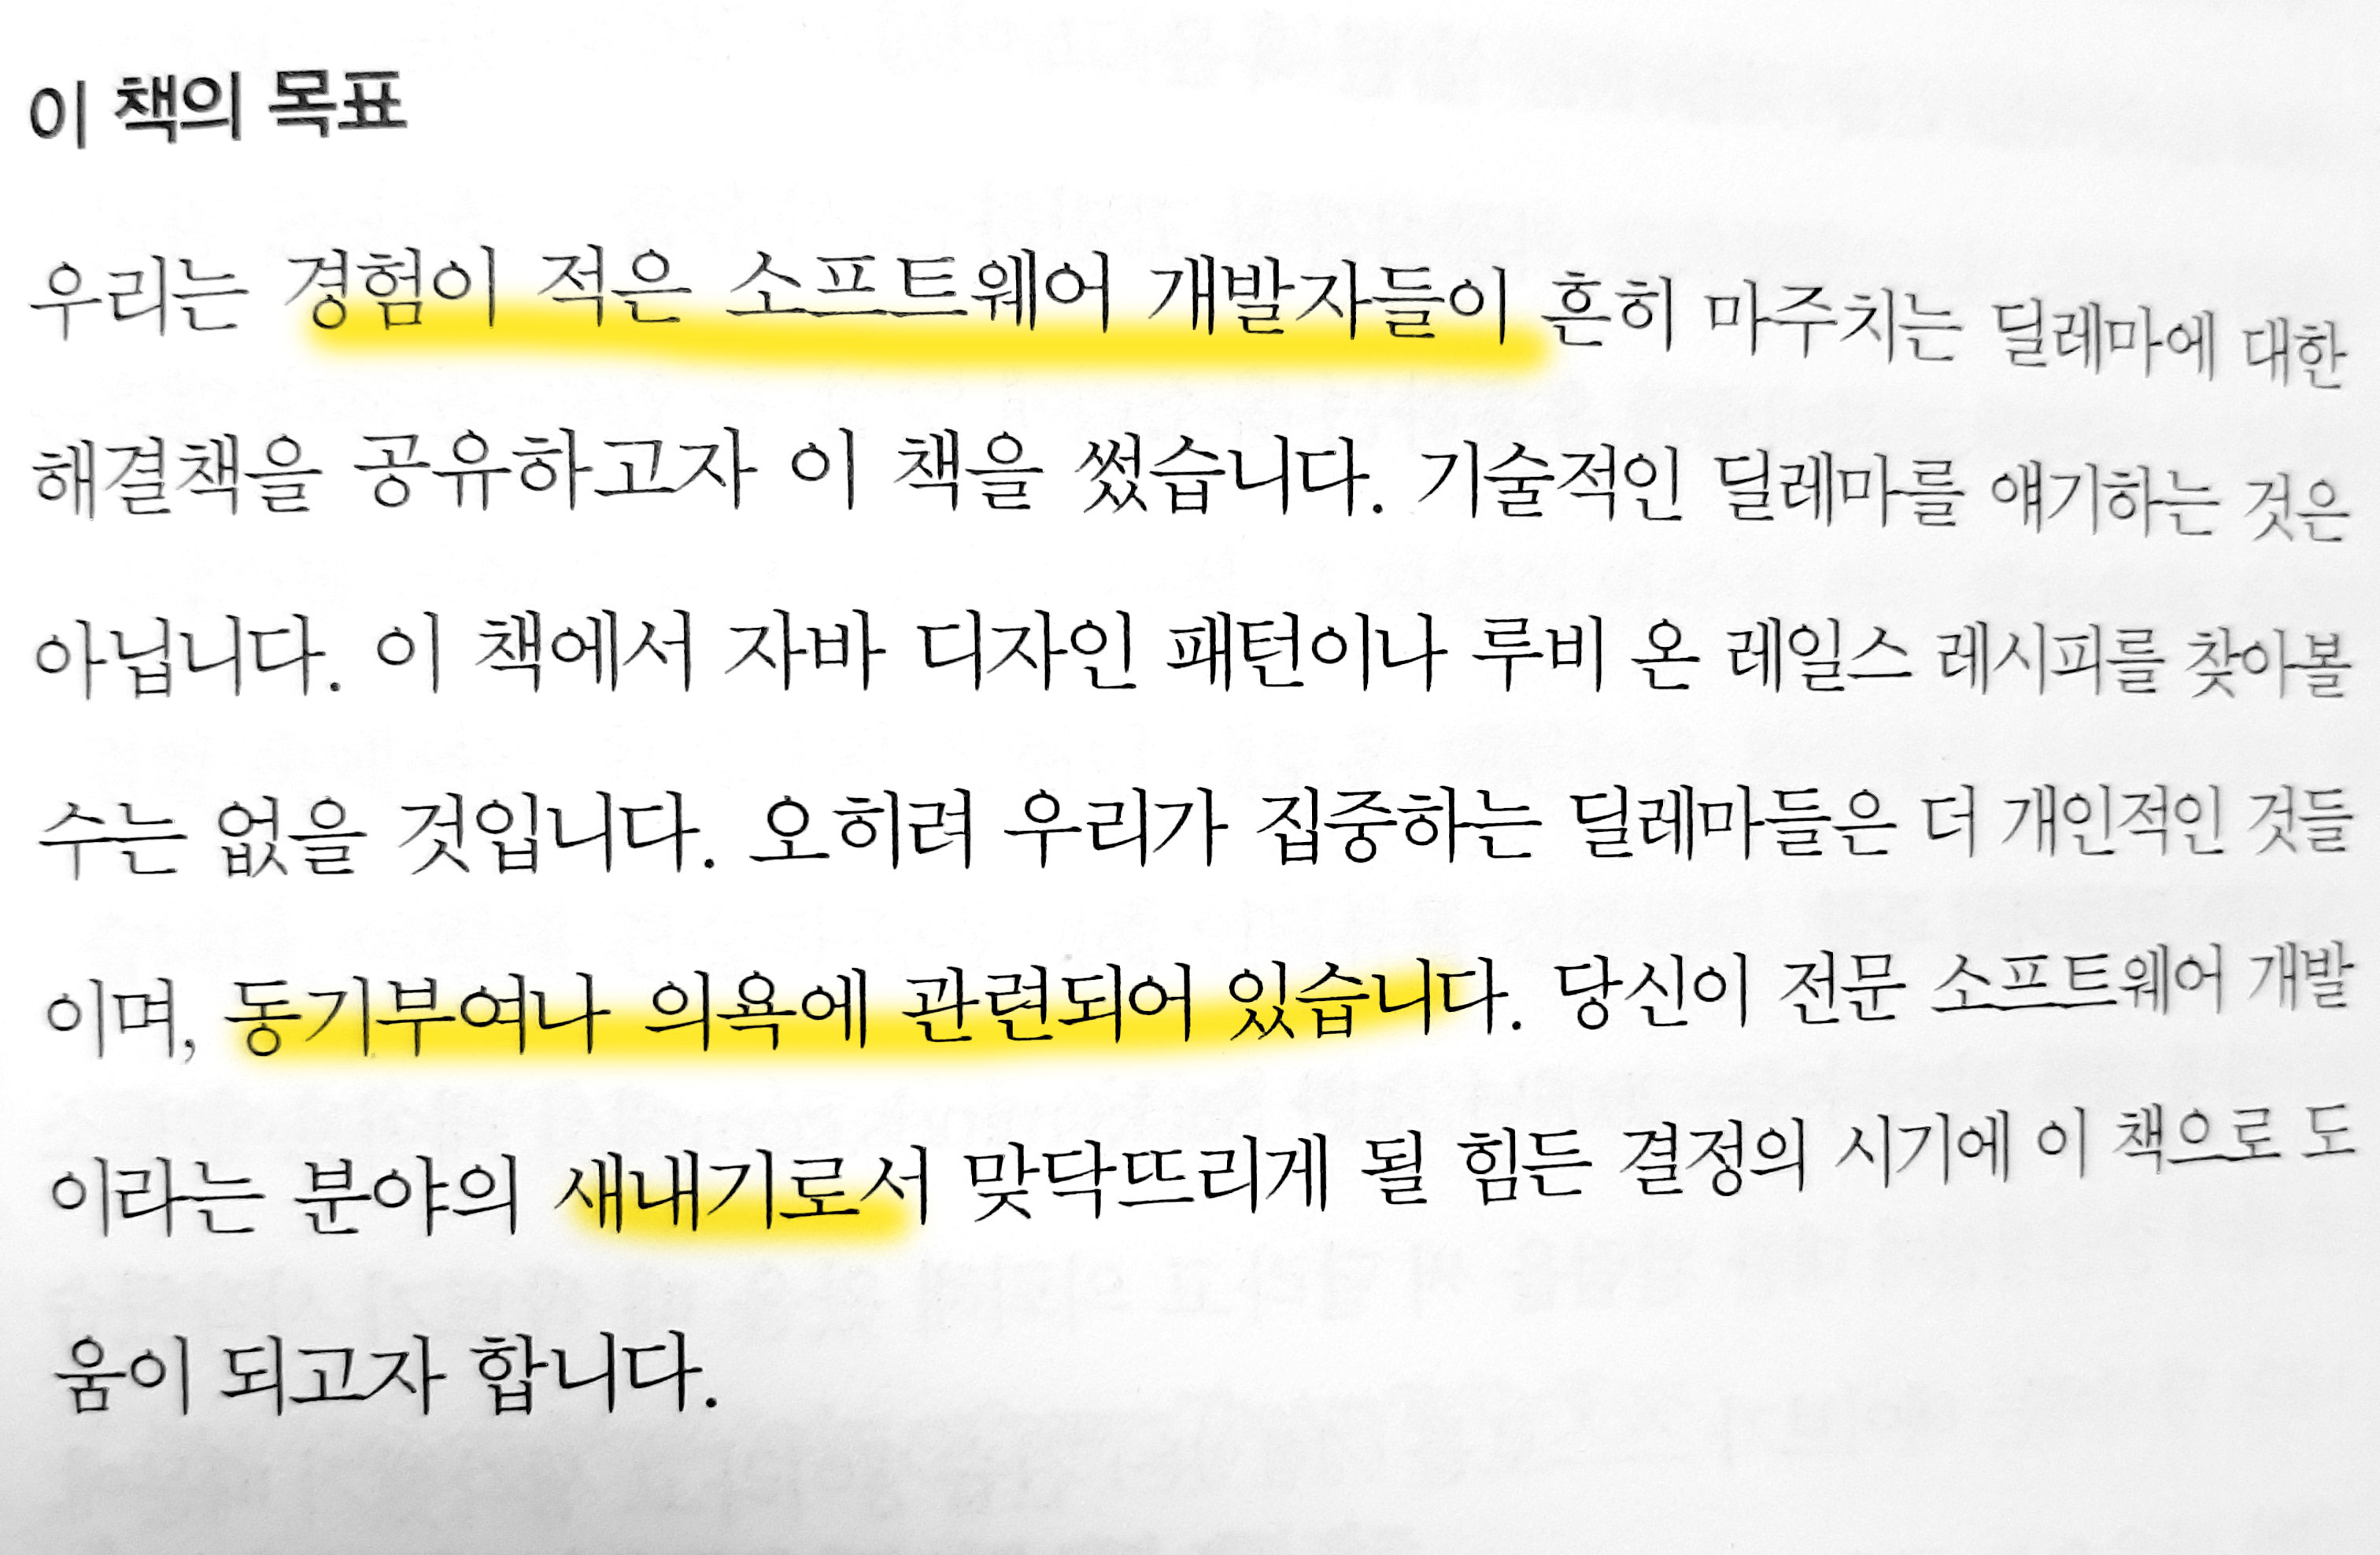 이 책의 목표
우리는 경험이 적은 소프트웨어 개발자들이 흔히 마주치는 딜레마에 대한
해결책을 공유하고자 이 책을 썼습니다. 기술적인 딜레마를 얘기하는 것은
아닙니다. 이 책에서 자바 디자인 패턴이나 루비 온 레일스 레시피를 찾아볼
수는 없을 것입니다. 오히려 우리가 집중하는 딜레마들은 더 개인적인 것들
이며, 동기부여나 의욕에 관련되어 있습니다. 당신이 전문 소프트웨어 개발
이라는 분야의 새내기로서 맞닥뜨리게 될 힘든 결정의 시기에 이 책으로 도
움이 되고자 합니다.